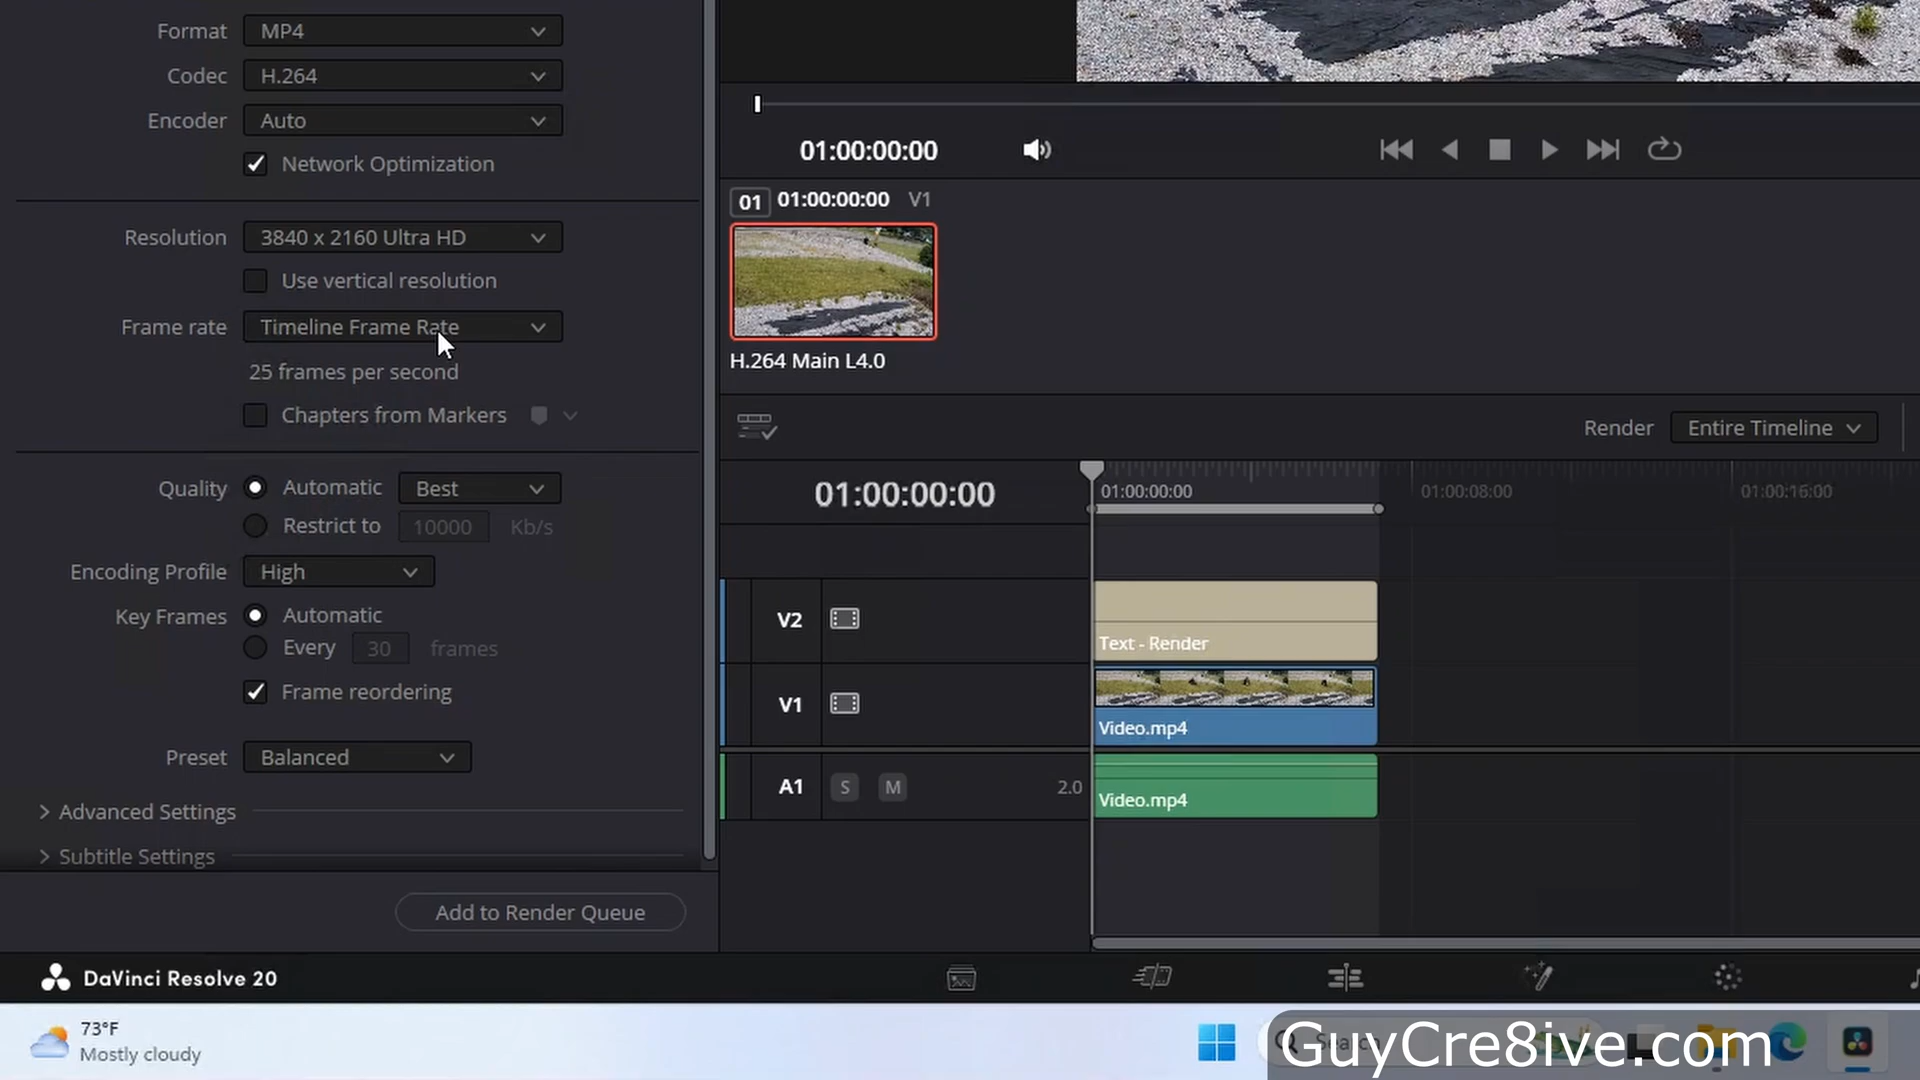 Format MP4
Codec H.264
Encoder Auto
Network Optimization
Resolution 3840 x 2160 Ultra HD
Use vertical resolution
Frame rate Timeline Frame Rate
25 frames per second
Chapters from Markers
Quality Automatic Best
Restrict to 10000 Kb/s
Encoding Profile High
Key Frames Automatic
Every 30 frames
Frame reordering
Preset Balanced
Advanced Settings
Subtitle Settings
Add to Render Queue
01:00:00:00
01 01:00:00:00 V1
H.264 Main L4.0
Render Entire Timeline
01:00:00:00 01:00:00:00 01:00:08:00 01:00:16:00
V2 Text - Render
V1 Video.mp4
A1 S M 2.0 Video.mp4
DaVinci Resolve 20
73°F
Mostly cloudy
Search
GuyCre8ive.com